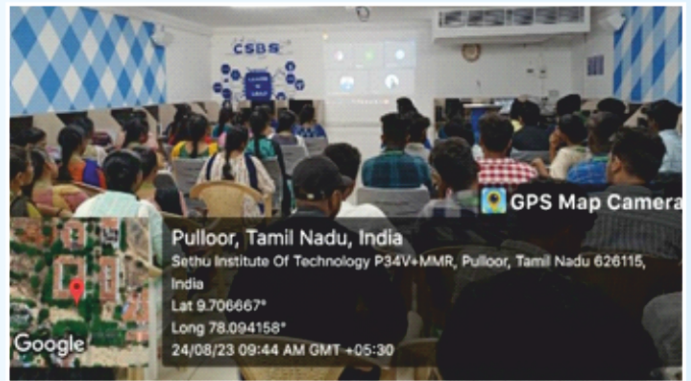 CSBS
GPS Map Camera
Pulloor, Tamil Nadu, India
Sethu Institute Of Technology P34V+MMR, Pulloor, Tamil Nadu 626115,
India
Lat 9.706667°
Long 78.094158°
24/08/23 09:44 AM GMT +05:30
Google